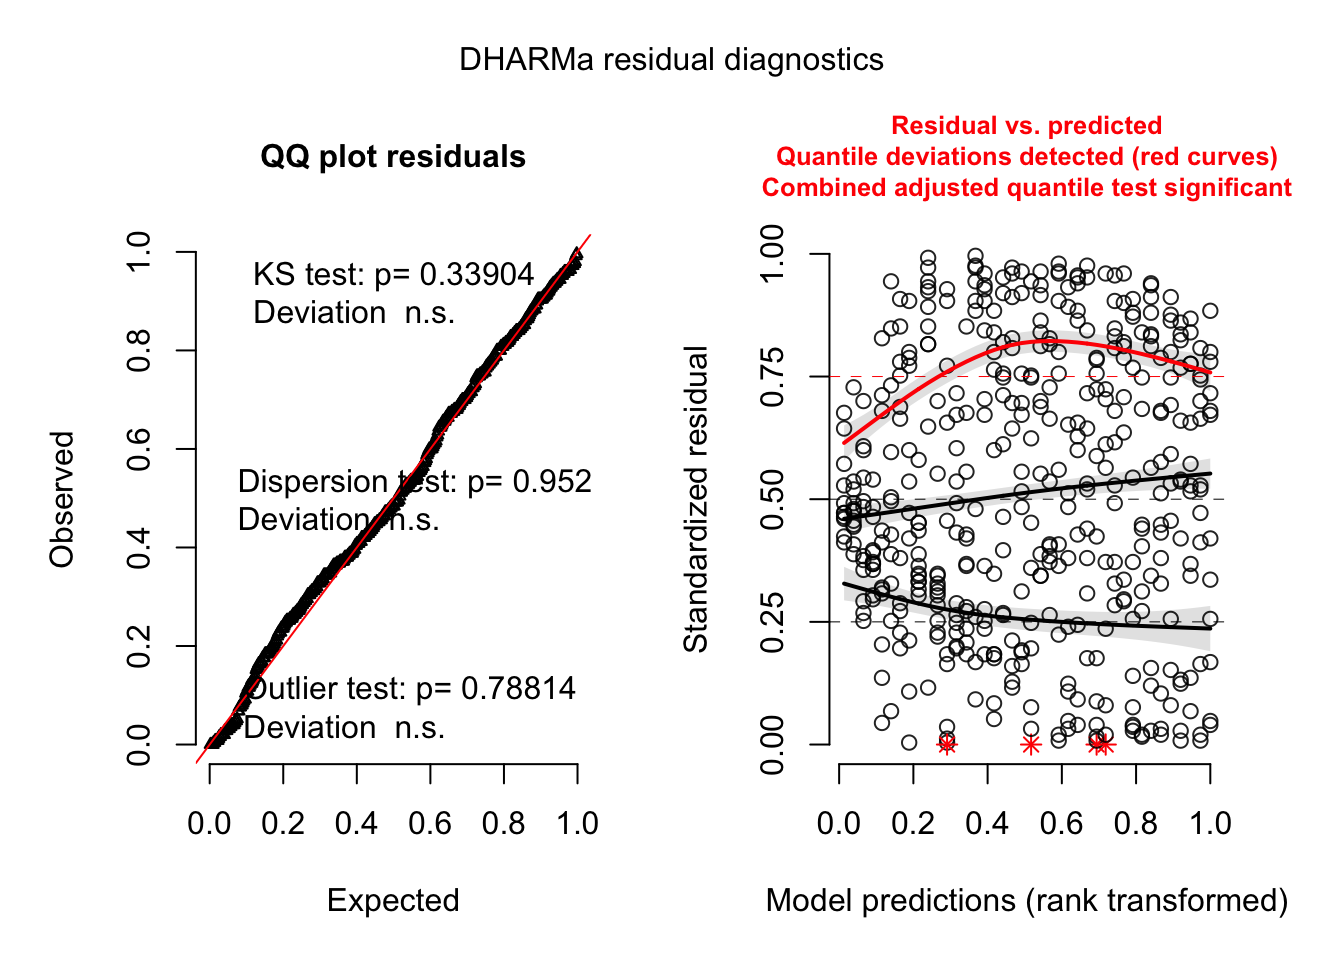 DHARMa residual diagnostics
QQ plot residuals
Observed
0.0 0.2 0.4 0.6 0.8 1.0
KS test: p= 0.33904
Deviation  n.s.
Dispersion test: p= 0.952
Deviation  n.s.
Outlier test: p= 0.78814
Deviation  n.s.
0.0 0.2 0.4 0.6 0.8 1.0
Expected
Residual vs. predicted
Quantile deviations detected (red curves)
Combined adjusted quantile test significant
Standardized residual
0.00 0.25 0.50 0.75 1.00
0.0 0.2 0.4 0.6 0.8 1.0
Model predictions (rank transformed)